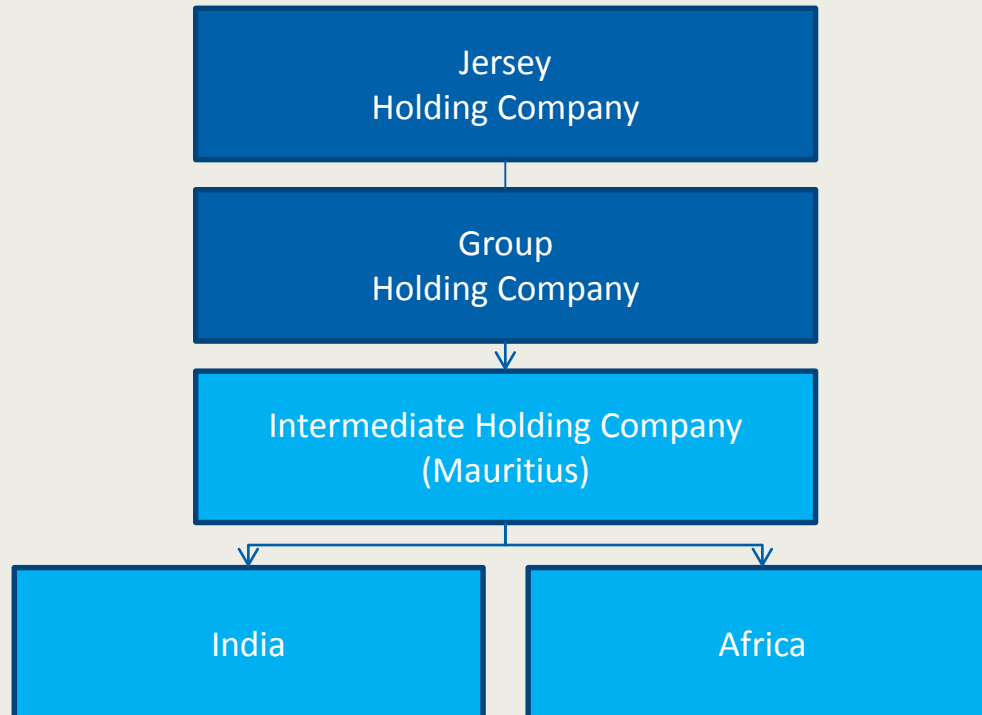 Jersey
Holding Company
Group
Holding Company
Intermediate Holding Company
(Mauritius)
India
Africa